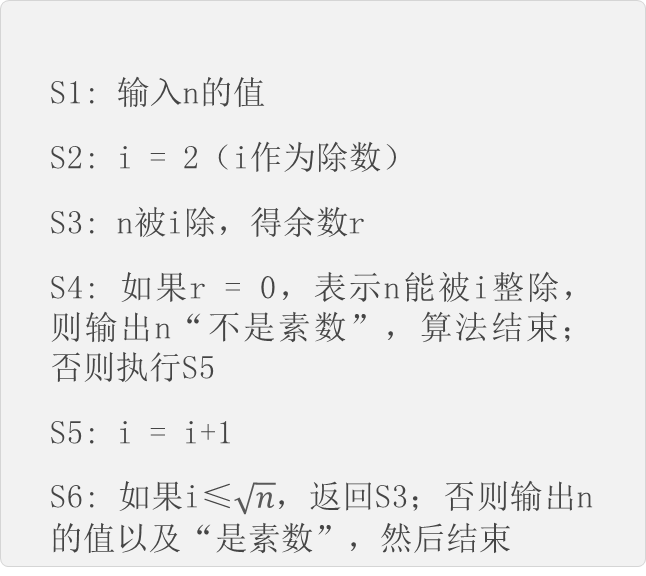 S1: 输入n的值
S2: i = 2（i作为除数）
S3: n被i除，得余数r
S4: 如果r = 0，表示n能被i整除，
则输出n“不是素数”，算法结束；
否则执行S5
S5: i = i+1
S6: 如果i≤√n，返回S3；否则输出n
的值以及“是素数”，然后结束